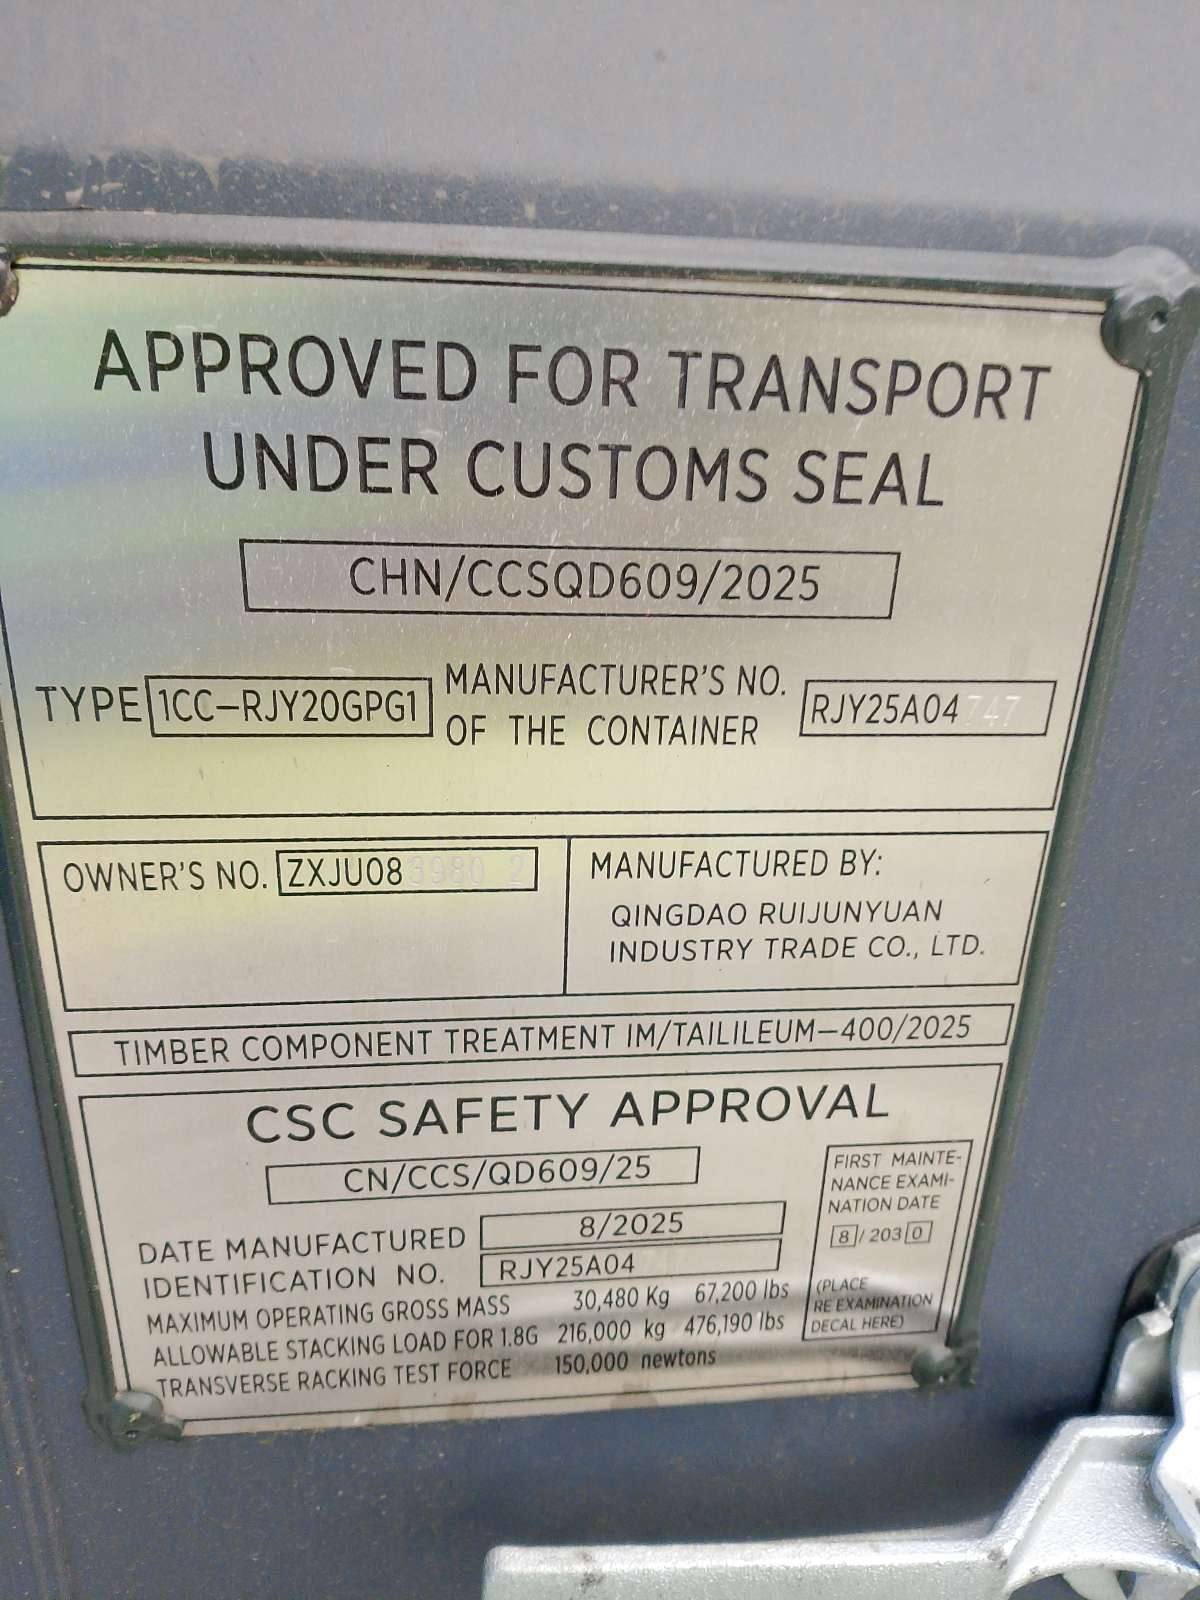 APPROVED FOR TRANSPORT
UNDER CUSTOMS SEAL
CHN/CCSQD609/2025
TYPE 1CC-RJY20GPG1 MANUFACTURER'S NO. OF THE CONTAINER RJY25A04747
OWNER'S NO. ZXJU083980 2
MANUFACTURED BY:
QINGDAO RUIJUNYUAN
INDUSTRY TRADE CO., LTD.
TIMBER COMPONENT TREATMENT IM/TAILILEUM-400/2025
CSC SAFETY APPROVAL
CN/CCS/QD609/25
DATE MANUFACTURED 8/2025
IDENTIFICATION NO. RJY25A04
MAXIMUM OPERATING GROSS MASS 30,480 Kg 67,200 lbs
ALLOWABLE STACKING LOAD FOR 1.8G 216,000 kg 476,190 lbs
TRANSVERSE RACKING TEST FORCE 150,000 newtons
FIRST MAINTE-
NANCE EXAMI-
NATION DATE
8/2030
(PLACE
RE EXAMINATION
DECAL HERE)